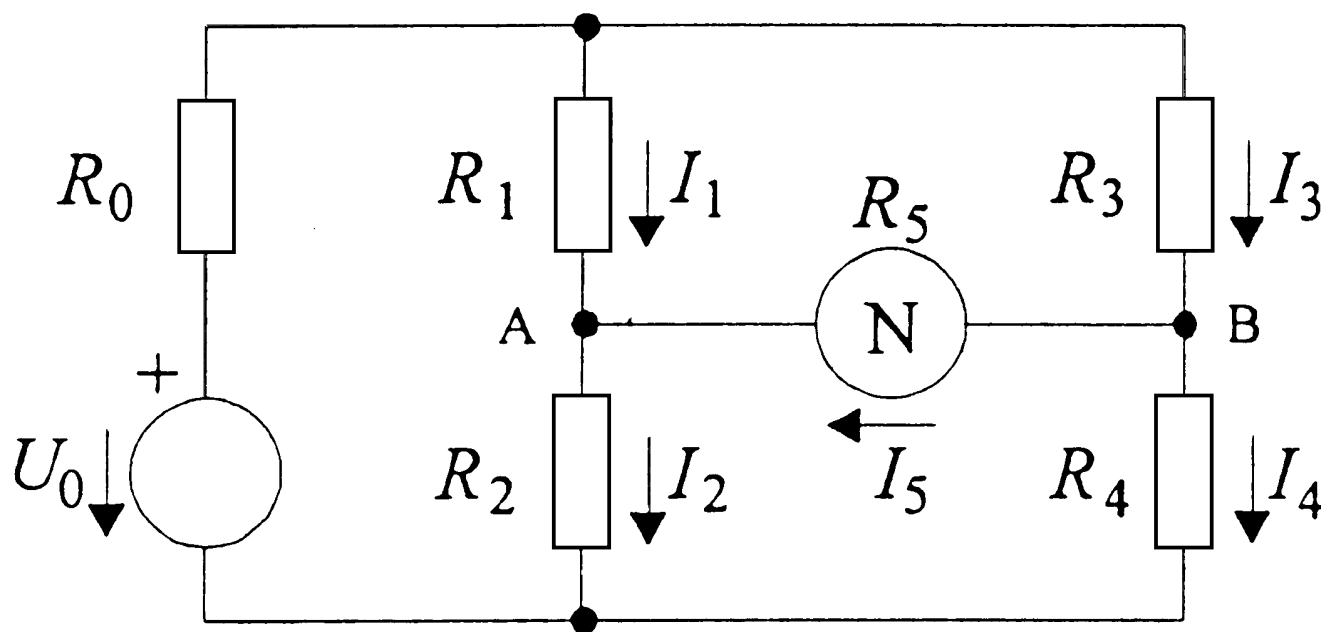 R₀ R₁ I₁ R₅ R₃ I₃
A N B
+
U₀ R₂ I₂ I₅ R₄ I₄